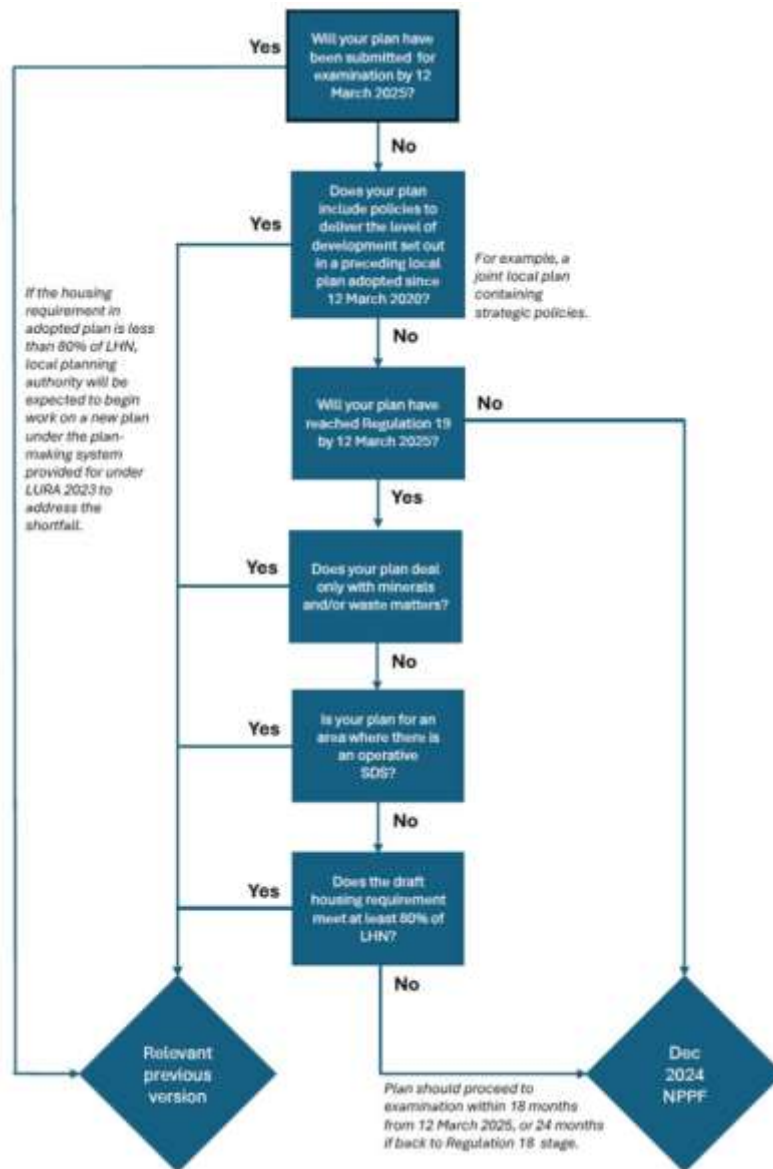 Yes
Will your plan have
been submitted for
examination by 12
March 2025?
No
Yes
Does your plan
include policies to
deliver the level of
development set out
in a preceding local
plan adopted since
12 March 2020?
For example, a
joint local plan
containing
strategic policies.
If the housing
requirement in
adopted plan is less
than 80% of LHN,
local planning
authority will be
expected to begin
work on a new plan
under the plan-
making system
provided for under
LURA 2023 to
address the
shortfall.
No
Will your plan have
reached Regulation 19
by 12 March 2025?
No
Yes
Yes
Does your plan deal
only with minerals
and/or waste matters?
No
Yes
Is your plan for an
area where there is
an operative
SDS?
No
Yes
Does the draft
housing requirement
meet at least 80% of
LHN?
No
Relevant
previous
version
Dec
2024
NPPF
Plan should proceed to
examination within 18 months
from 12 March 2025, or 24 months
if back to Regulation 18 stage.